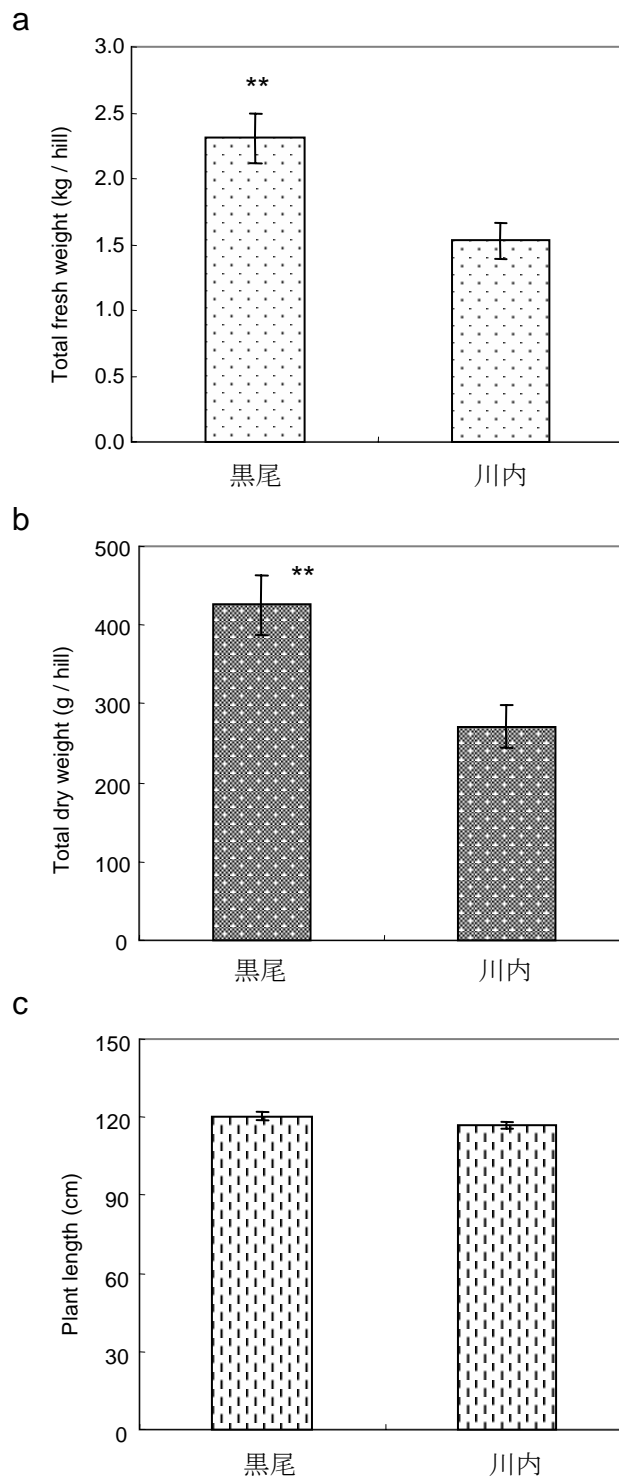 a
Total fresh weight (kg / hill)
3.0
2.5
2.0
1.5
1.0
0.5
0.0
**
黒尾
川内
b
Total dry weight (g / hill)
500
400
300
200
100
0
**
黒尾
川内
c
Plant length (cm)
150
120
90
60
30
0
黒尾
川内